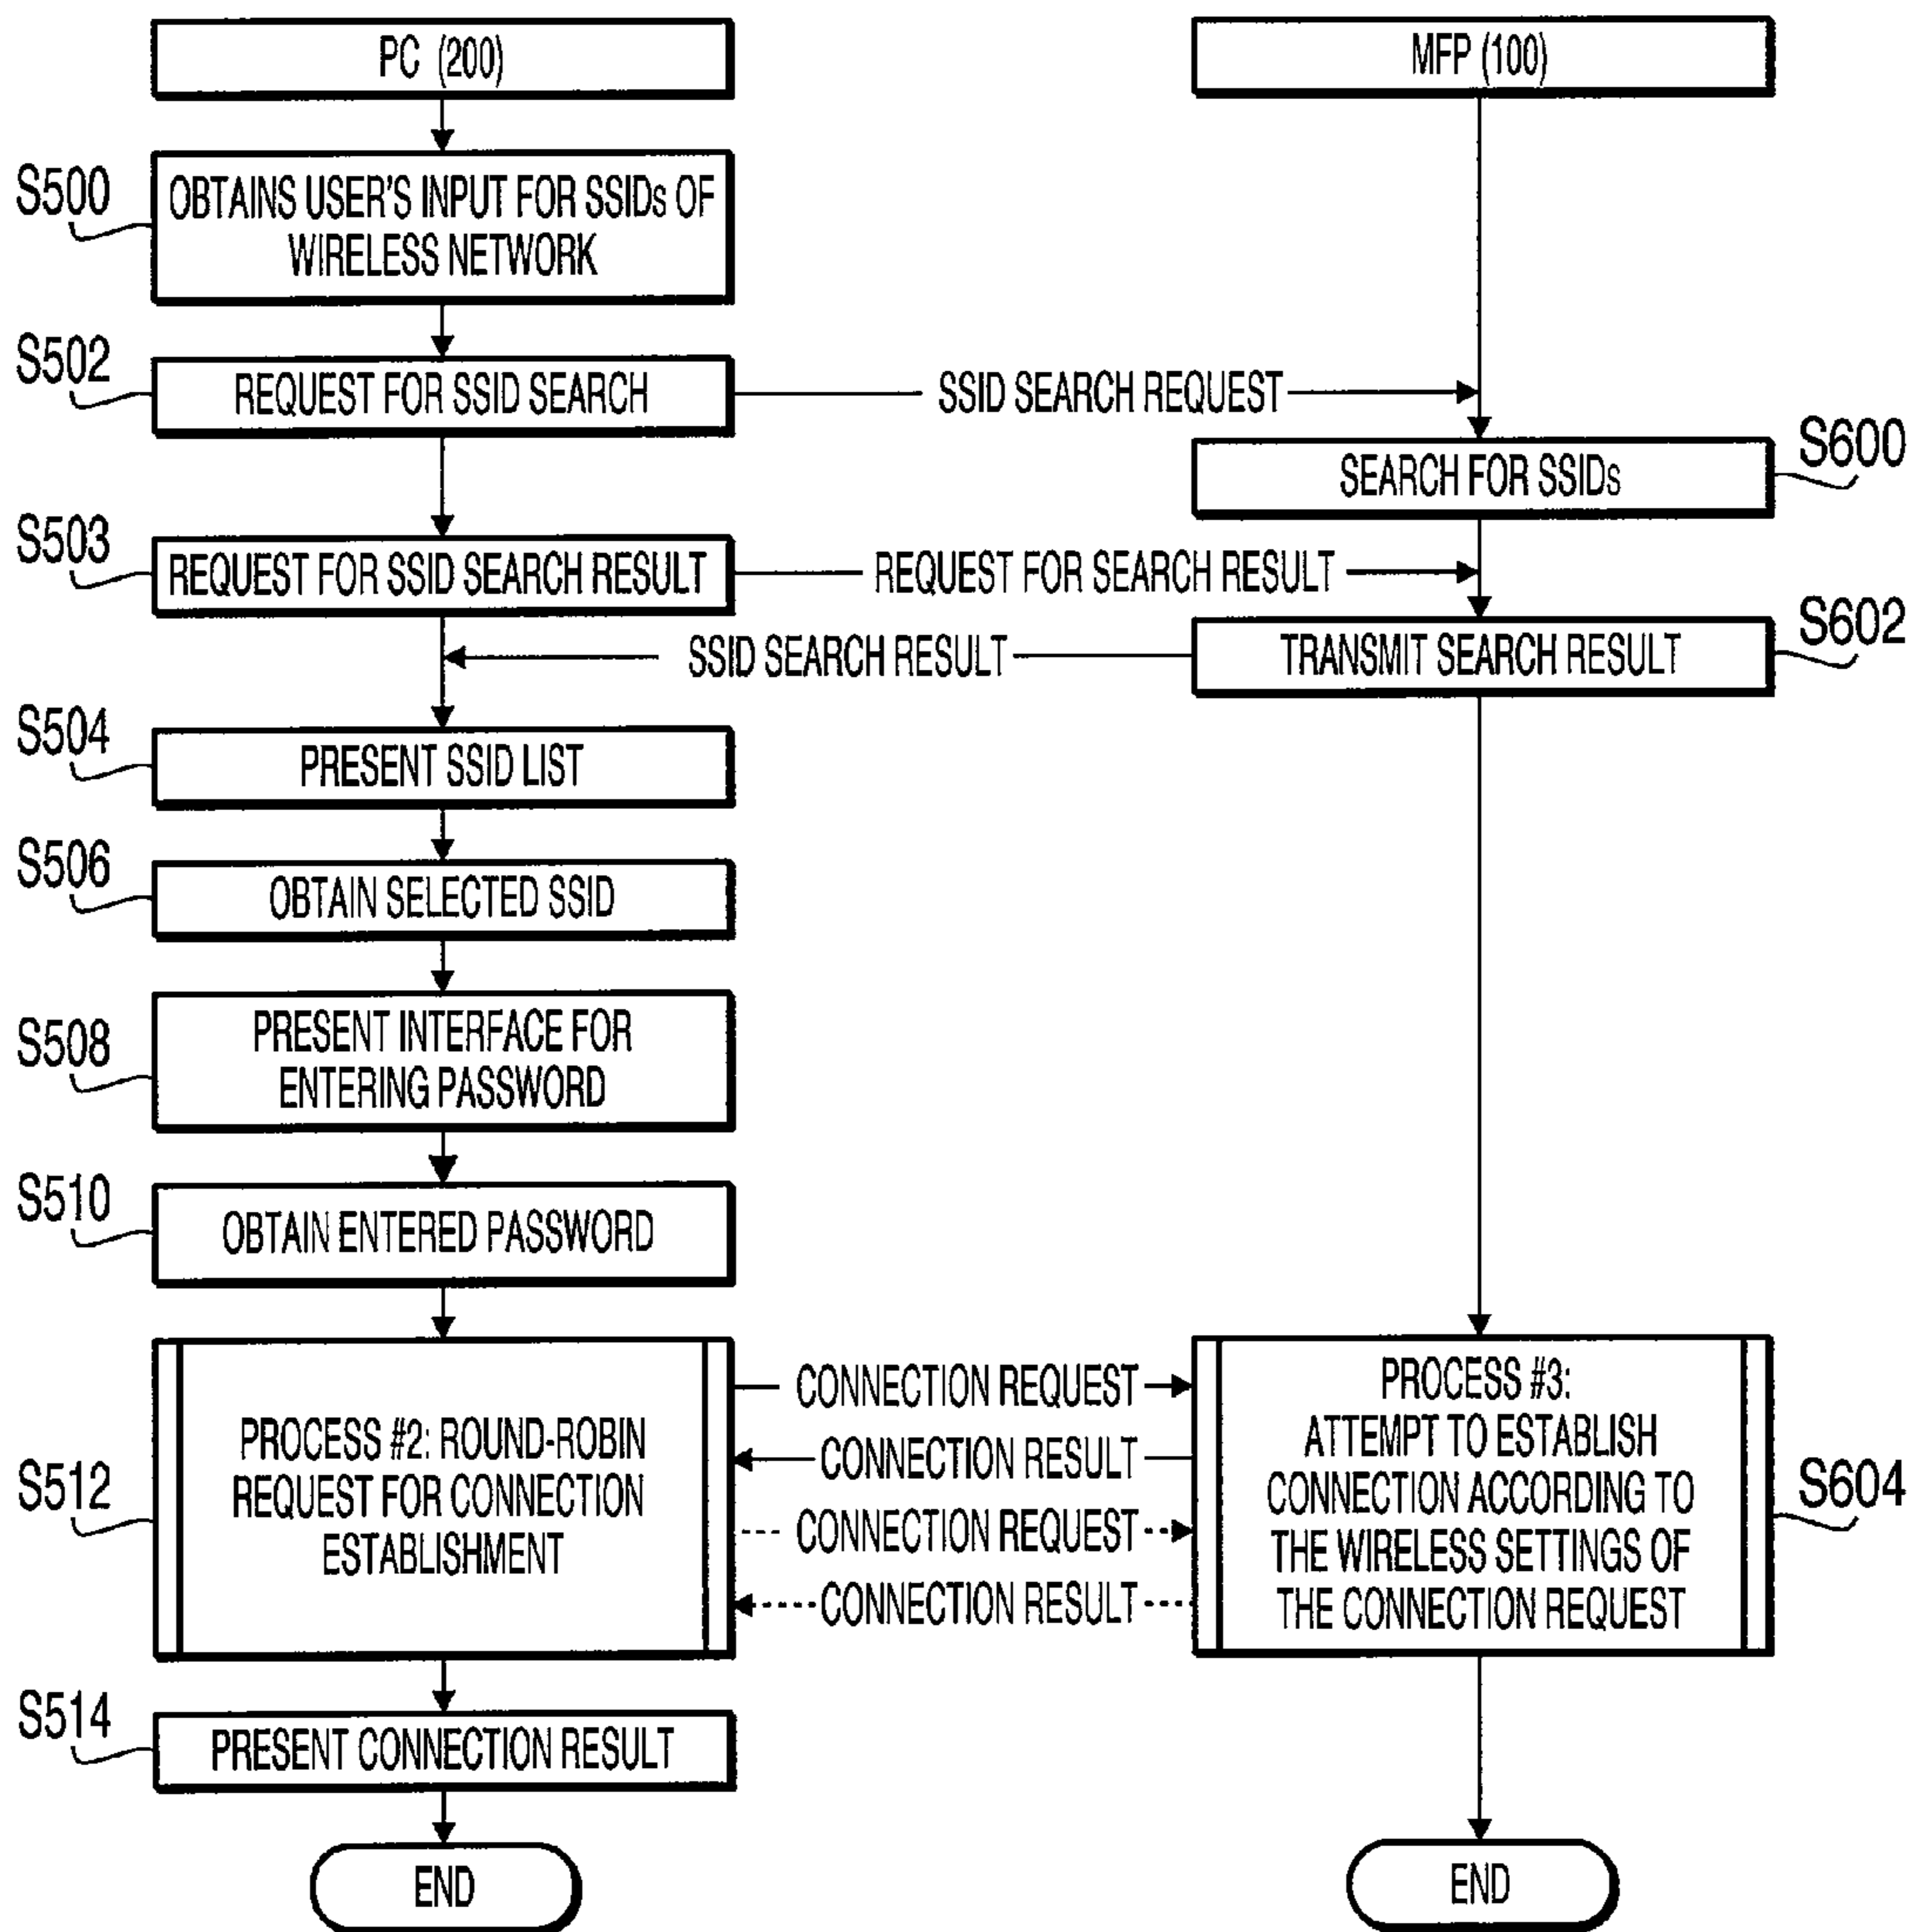 PC (200)
MFP (100)
S500
OBTAINS USER'S INPUT FOR SSIDs OF
WIRELESS NETWORK
S502
REQUEST FOR SSID SEARCH
SSID SEARCH REQUEST
S600
SEARCH FOR SSIDs
S503
REQUEST FOR SSID SEARCH RESULT
REQUEST FOR SEARCH RESULT
S602
SSID SEARCH RESULT
TRANSMIT SEARCH RESULT
S504
PRESENT SSID LIST
S506
OBTAIN SELECTED SSID
S508
PRESENT INTERFACE FOR
ENTERING PASSWORD
S510
OBTAIN ENTERED PASSWORD
S512
PROCESS #2: ROUND-ROBIN
REQUEST FOR CONNECTION
ESTABLISHMENT
CONNECTION REQUEST
CONNECTION RESULT
CONNECTION REQUEST
CONNECTION RESULT
PROCESS #3:
ATTEMPT TO ESTABLISH
CONNECTION ACCORDING TO
THE WIRELESS SETTINGS OF
THE CONNECTION REQUEST
S604
S514
PRESENT CONNECTION RESULT
END
END